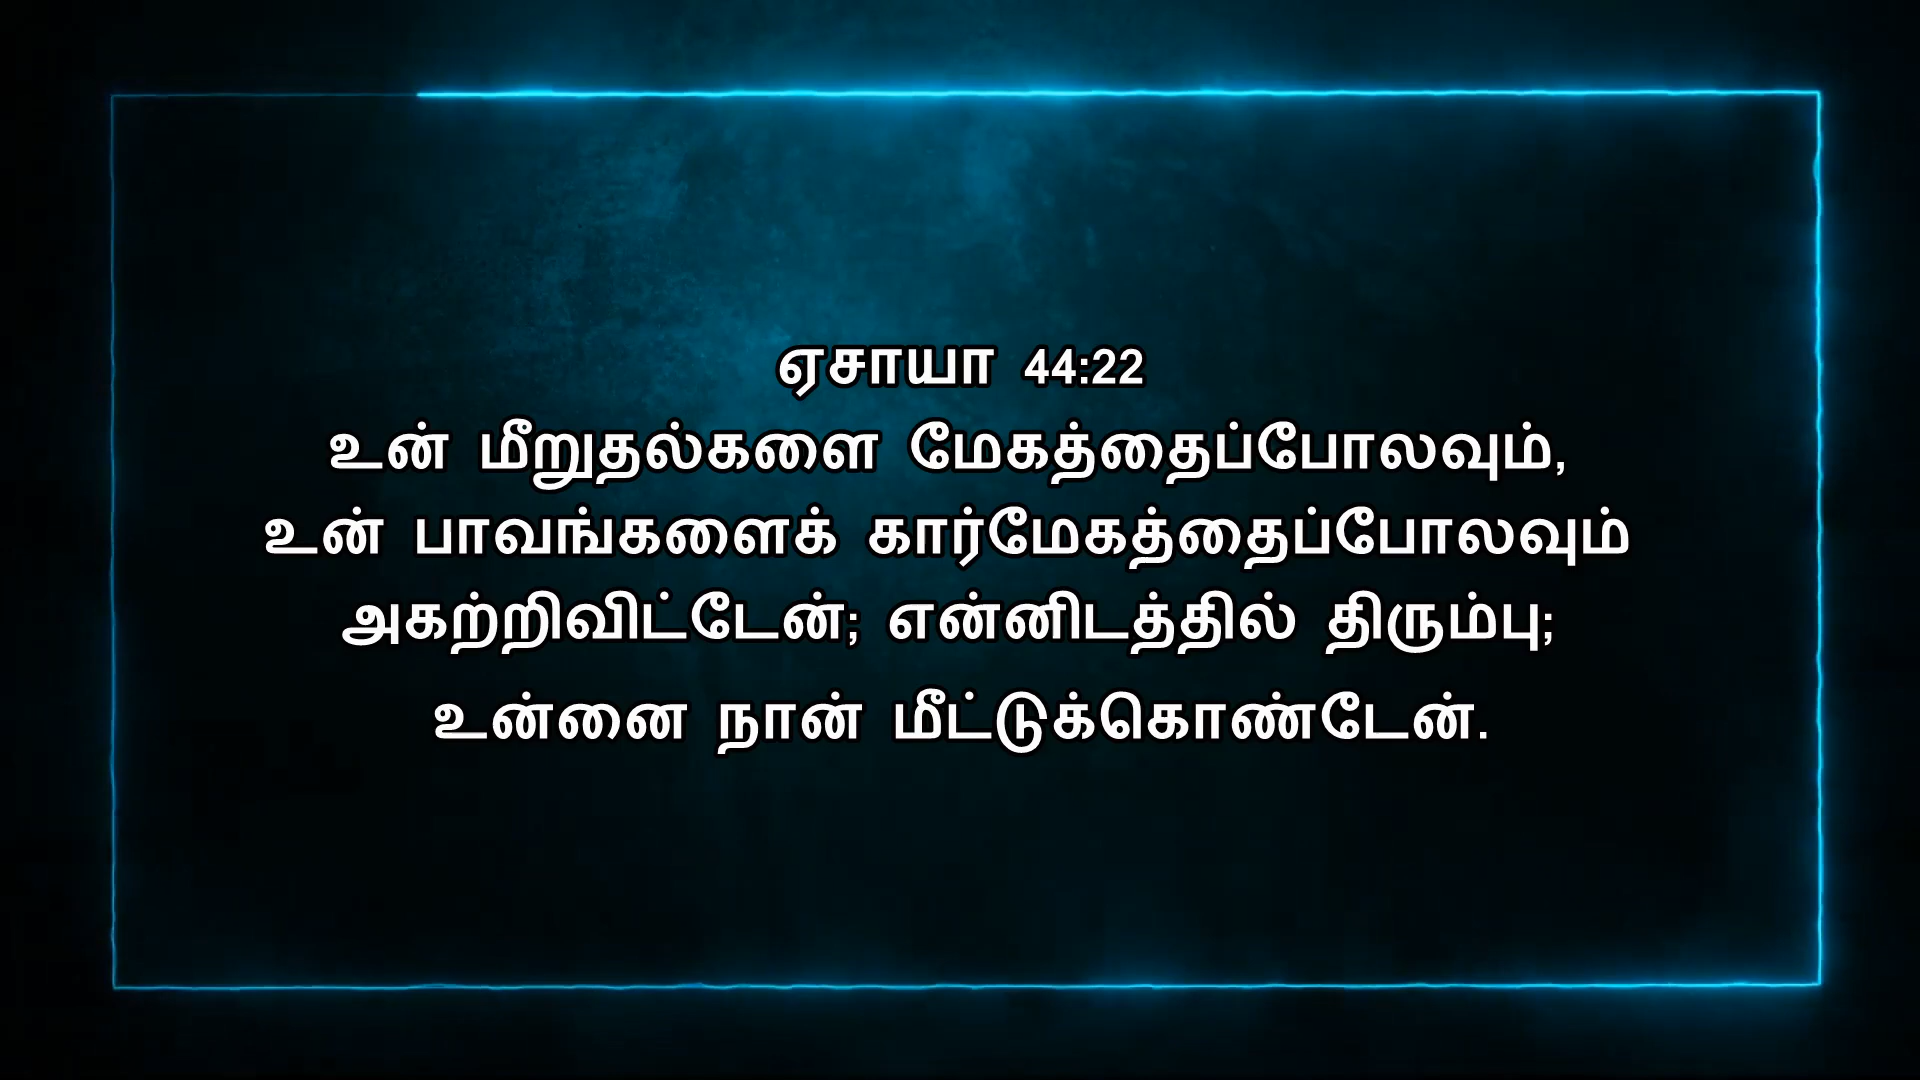 ஏசாயா 44:22
உன் மீறுதல்களை மேகத்தைப்போலவும்,
உன் பாவங்களைக் கார்மேகத்தைப்போலவும்
அகற்றிவிட்டேன்; என்னிடத்தில் திரும்பு;
உன்னை நான் மீட்டுக்கொண்டேன்.